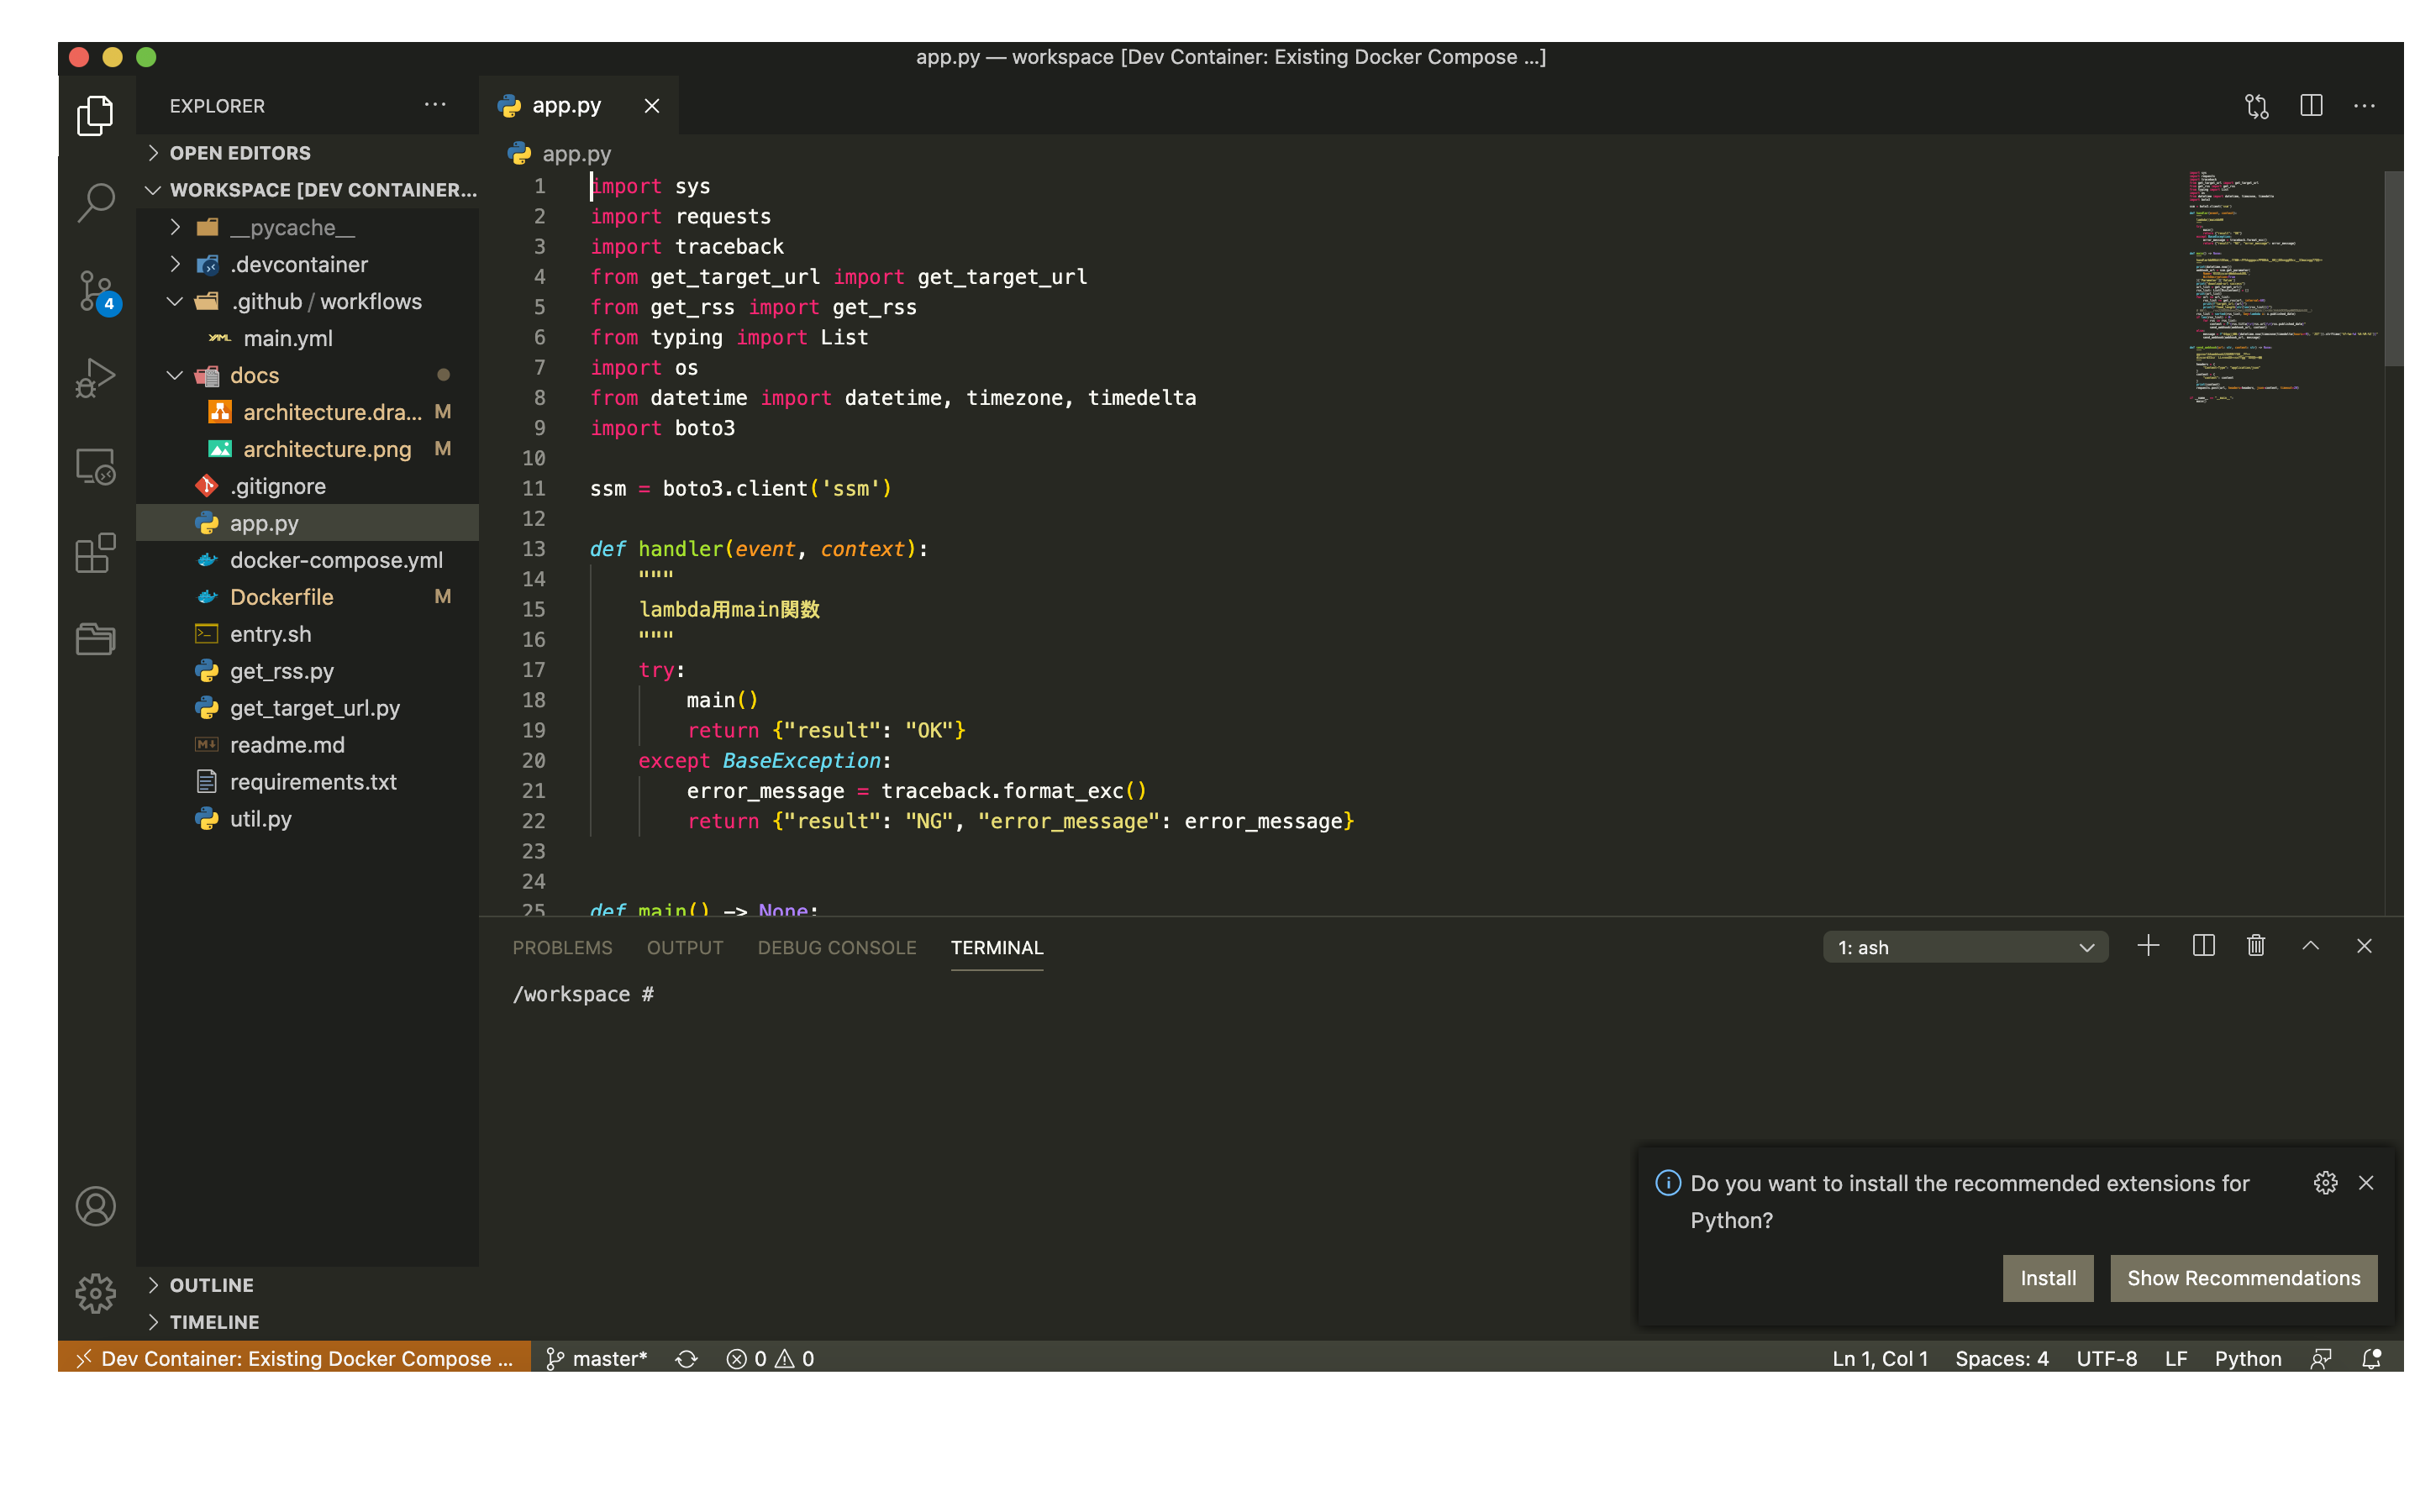 app.py — workspace [Dev Container: Existing Docker Compose ...]
EXPLORER
OPEN EDITORS
WORKSPACE [DEV CONTAINER...
__pycache__
.devcontainer
.github / workflows
main.yml
docs
architecture.dra... M
architecture.png M
.gitignore
app.py
docker-compose.yml
Dockerfile M
entry.sh
get_rss.py
get_target_url.py
readme.md
requirements.txt
util.py
OUTLINE
TIMELINE
4
app.py
app.py
1 import sys
2 import requests
3 import traceback
4 from get_target_url import get_target_url
5 from get_rss import get_rss
6 from typing import List
7 import os
8 from datetime import datetime, timezone, timedelta
9 import boto3
10
11 ssm = boto3.client('ssm')
12
13 def handler(event, context):
14 """
15 lambda用main関数
16 """
17 try:
18 main()
19 return {"result": "OK"}
20 except BaseException:
21 error_message = traceback.format_exc()
22 return {"result": "NG", "error_message": error_message}
23
24
25 def main() -> None:
PROBLEMS OUTPUT DEBUG CONSOLE TERMINAL
1: ash
/workspace #
Do you want to install the recommended extensions for
Python?
Install Show Recommendations
Dev Container: Existing Docker Compose ... master* 0 0 Ln 1, Col 1 Spaces: 4 UTF-8 LF Python